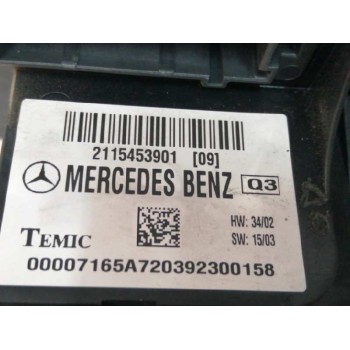 2115453901 [09]
MERCEDES BENZ Q3
HW: 34/02
TEMIC SW: 15/03
00007165A720392300158